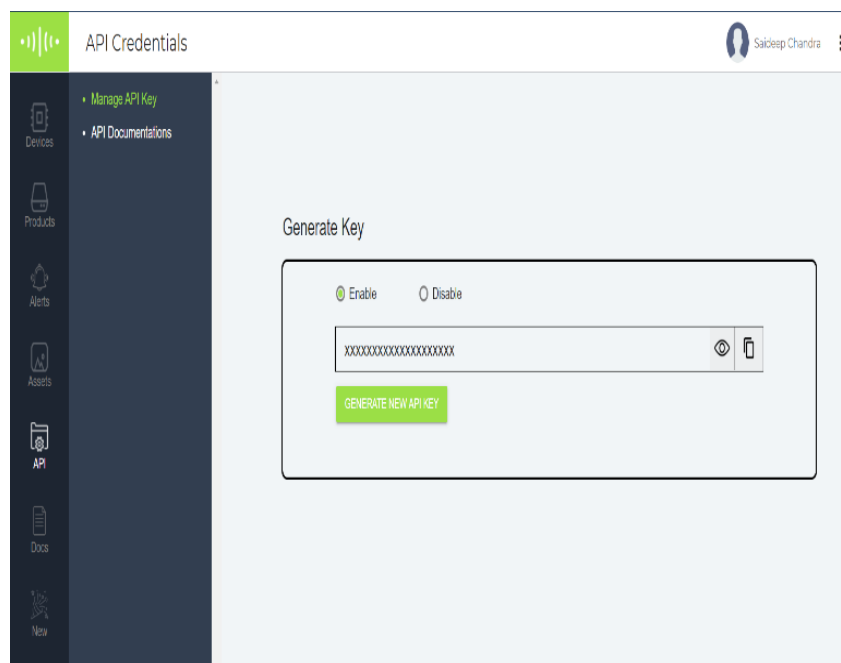 API Credentials
Saideep Chandra
Devices
Products
Alerts
Assets
API
Docs
New
• Manage API Key
• API Documentations
Generate Key
Enable
Disable
xxxxxxxxxxxxxxxxxxxx
GENERATE NEW API KEY